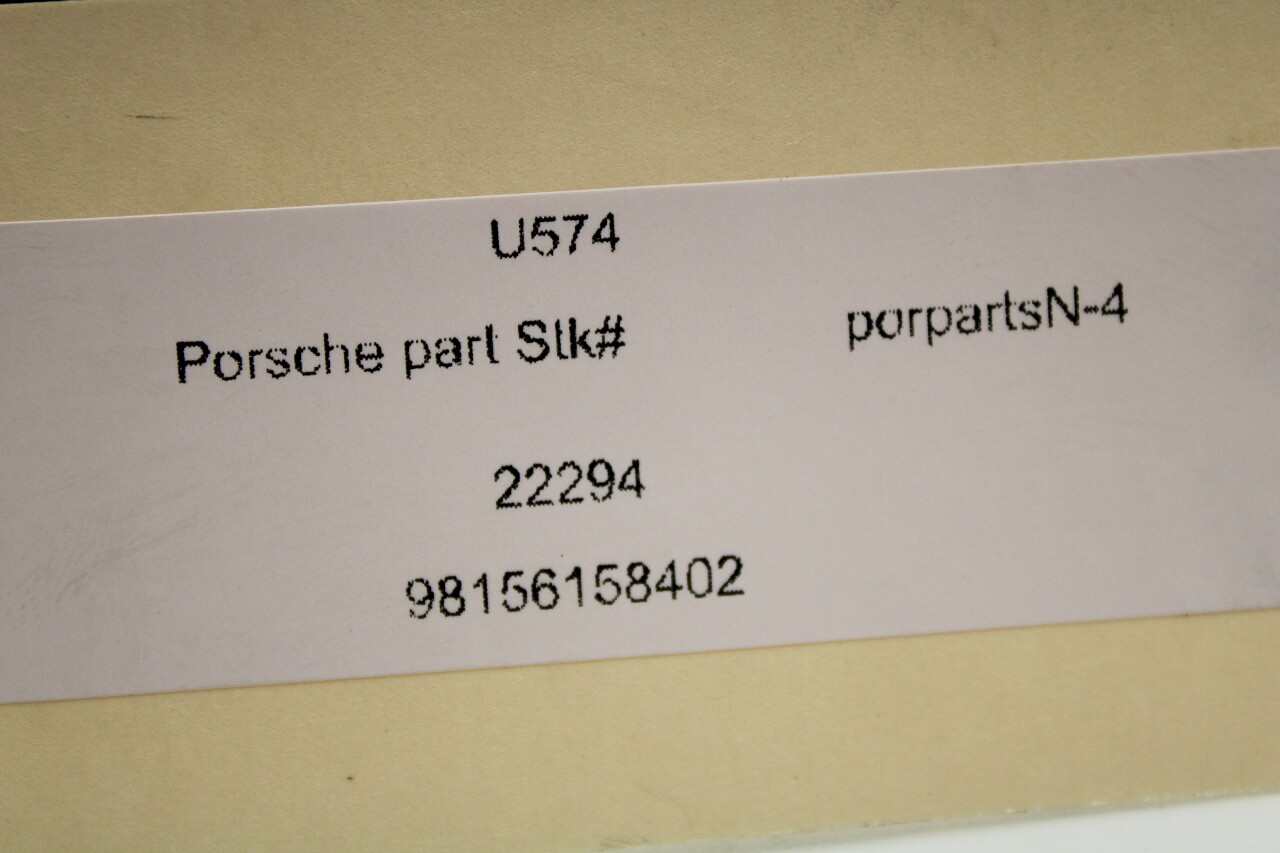 U574
Porsche part Stk#
porpartsN-4
22294
98156158402